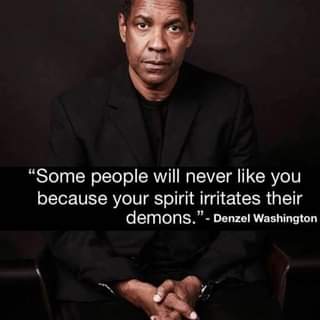 “Some people will never like you
because your spirit irritates their
demons.” - Denzel Washington